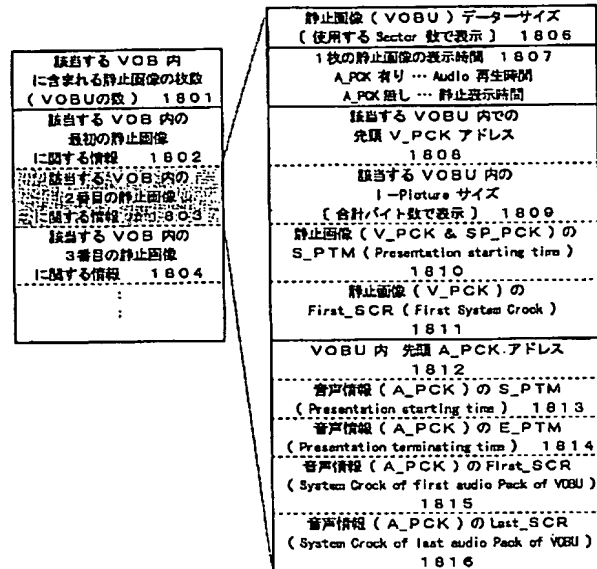 該当する VOB 内
に含まれる静止画像の枚数
(VOBUの数) 1801
該当する VOB 内の
最初の静止画像
に関する情報 1802
該当する VOB 内の
2番目の静止画像
に関する情報 1803
該当する VOB 内の
3番目の静止画像
に関する情報 1804
:
:
静止画像(VOBU)データーサイズ
〔使用する Sector 数で表示〕 1806
1枚の静止画像の表示時間 1807
A_PCK 有り … Audio 再生時間
A_PCK 無し … 静止表示時間
該当する VOBU 内での
先頭 V_PCK アドレス
1808
該当する VOBU 内の
I-Picture サイズ
〔合計バイト数で表示〕 1809
静止画像(V_PCK & SP_PCK)の
S_PTM(Presentation starting time)
1810
静止画像(V_PCK)の
First_SCR(First System Crock)
1811
VOBU 内 先頭 A_PCK.アドレス
1812
音声情報(A_PCK)の S_PTM
(Presentation starting time) 1813
音声情報(A_PCK)の E_PTM
(Presentation terminating time) 1814
音声情報(A_PCK)の First_SCR
(System Crock of first audio Pack of VOBU)
1815
音声情報(A_PCK)の Last_SCR
(System Crock of last audio Pack of VOBU)
1816